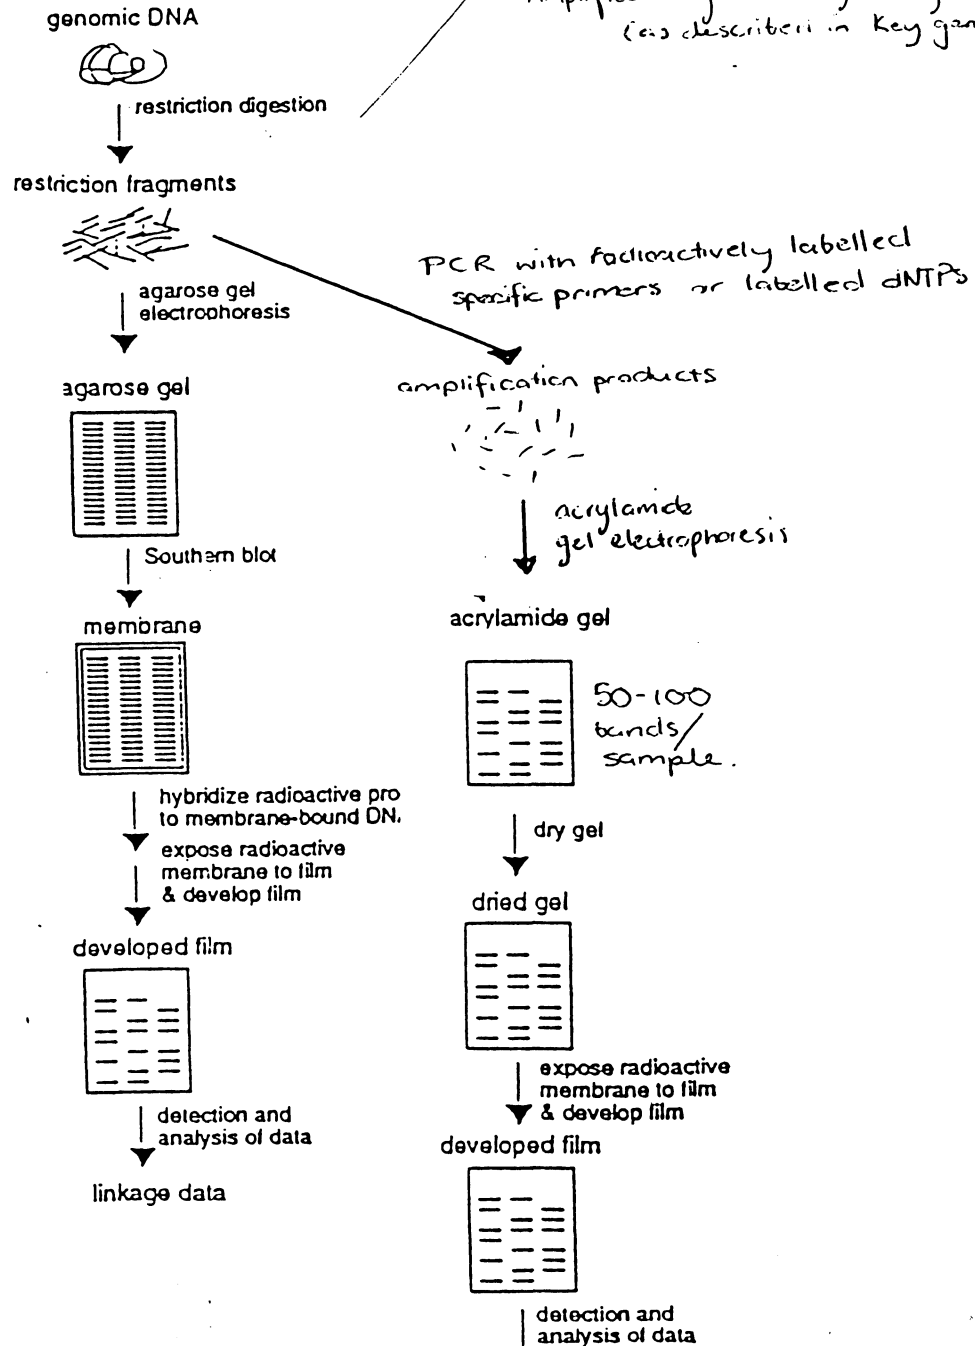 genomic DNA
(as described in Key
restriction digestion
restriction fragments
PCR with radioactively labelled
specific primers or labelled dNTPs
agarose gel
electrophoresis
agarose gel
amplification products
Southern blot
acrylamide
gel electrophoresis
membrane
acrylamide gel
50-100
bands/
sample.
hybridize radioactive pro
to membrane-bound DN
expose radioactive
membrane to film
& develop film
dry gel
developed film
dried gel
detection and
analysis of data
linkage data
expose radioactive
membrane to film
& develop film
developed film
detection and
analysis of data